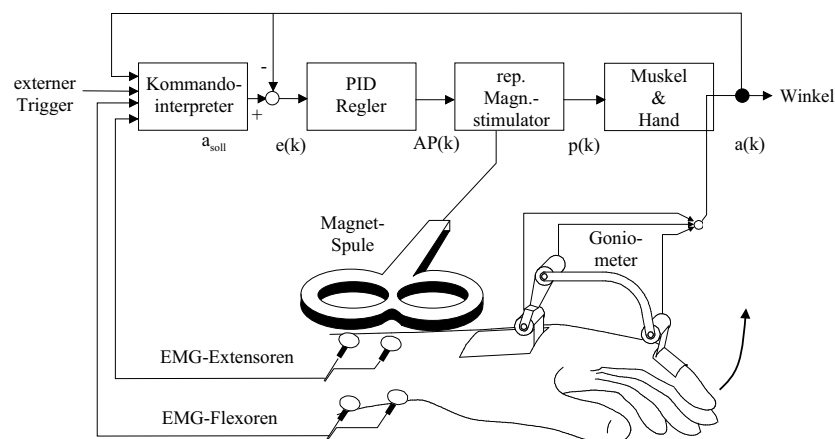 externer
Trigger
Kommando-
interpreter
-
+
a_soll
e(k)
PID
Regler
AP(k)
rep.
Magn.-
stimulator
p(k)
Muskel
&
Hand
a(k)
Winkel
Magnet-
Spule
Gonio-
meter
EMG-Extensoren
EMG-Flexoren